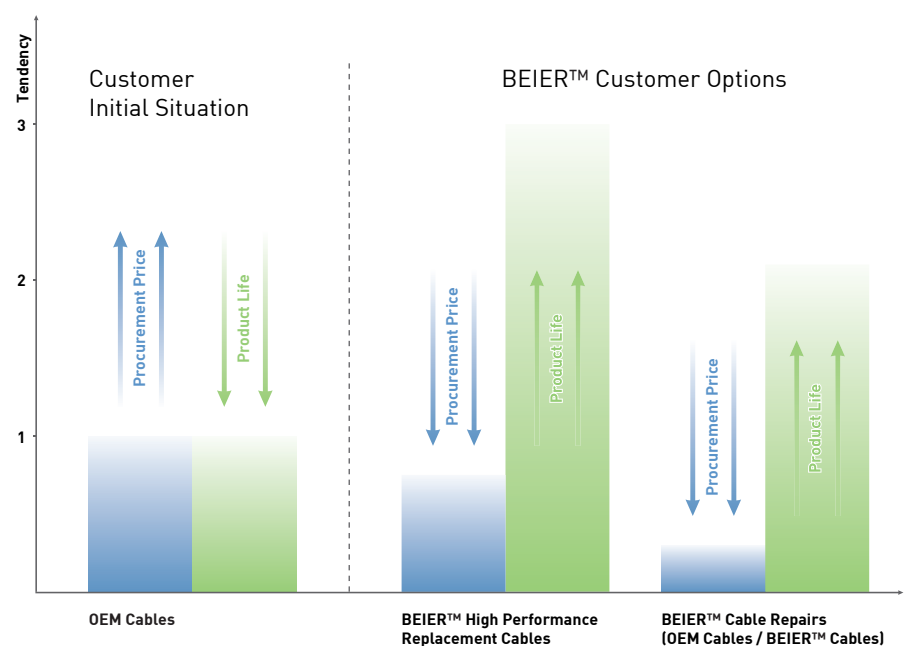 Tendency
3
2
1
Customer
Initial Situation
BEIER™ Customer Options
Procurement Price
Product Life
Procurement Price
Product Life
Procurement Price
Product Life
OEM Cables
BEIER™ High Performance
Replacement Cables
BEIER™ Cable Repairs
(OEM Cables / BEIER™ Cables)